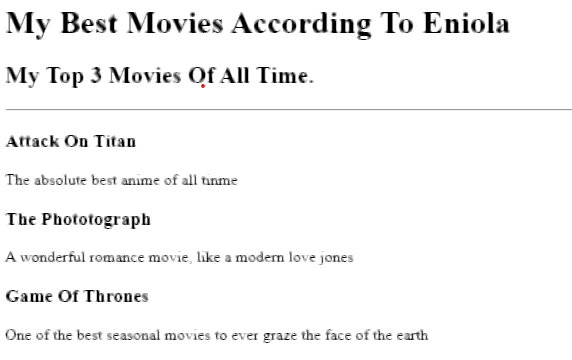 My Best Movies According To Eniola
My Top 3 Movies Of All Time.
Attack On Titan
The absolute best anime of all tinme
The Phototograph
A wonderful romance movie, like a modern love jones
Game Of Thrones
One of the best seasonal movies to ever graze the face of the earth